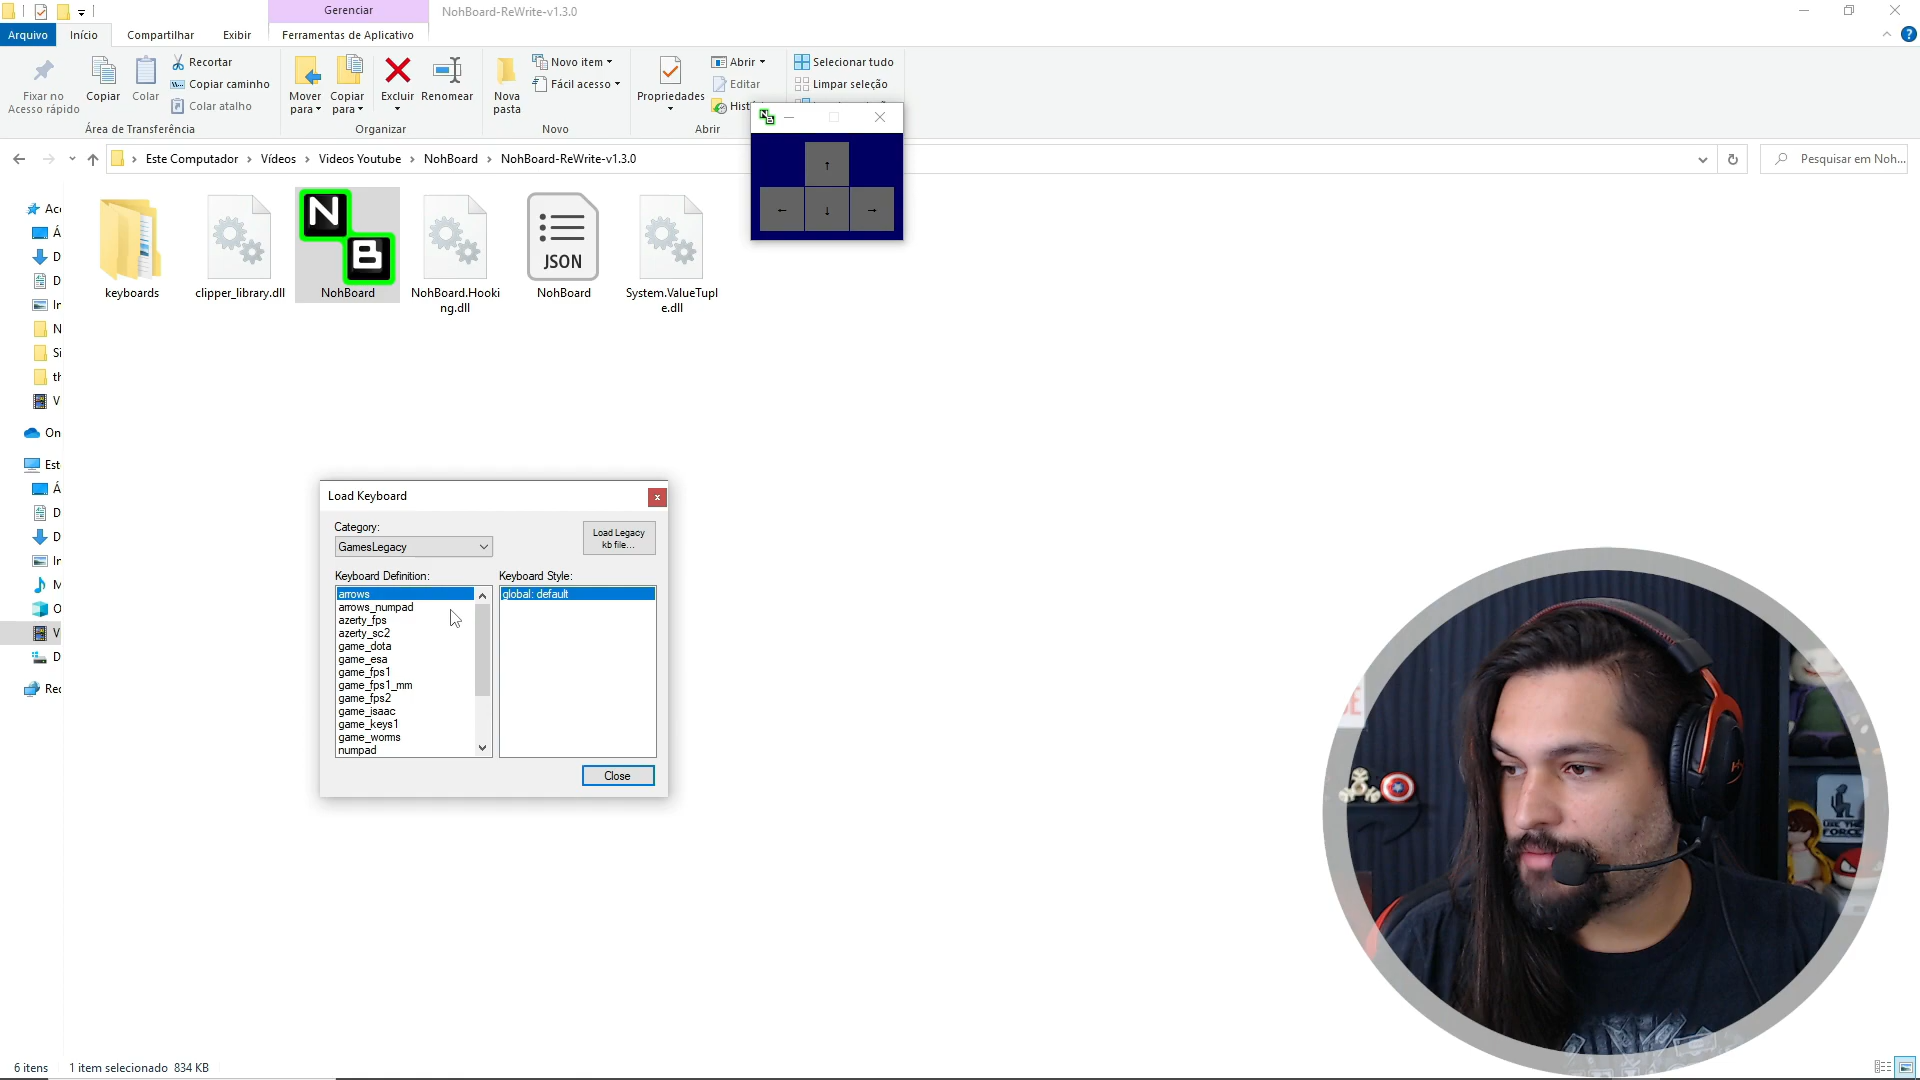 Gerenciar
NohBoard-ReWrite-v1.3.0
Arquivo
Início
Compartilhar
Exibir
Ferramentas de Aplicativo
Fixar no
Acesso rápido
Copiar
Colar
Recortar
Copiar caminho
Colar atalho
Área de Transferência
Mover
para
Copiar
para
Excluir
Renomear
Organizar
Nova
pasta
Novo item
Fácil acesso
Novo
Propriedades
Abrir
Editar
Abrir
Selecionar tudo
Limpar seleção
Este Computador > Vídeos > Videos Youtube > NohBoard > NohBoard-ReWrite-v1.3.0
Pesquisar em Noh...
keyboards
clipper_library.dll
N
B
NohBoard
NohBoard.Hooki
ng.dll
JSON
NohBoard
System.ValueTupl
e.dll
↑
← ↓ →
Load Keyboard
Category:
GamesLegacy
Load Legacy
kb file...
Keyboard Definition:
arrows
arrows_numpad
azerty_fps
azerty_sc2
game_dota
game_esa
game_fps1
game_fps1_mm
game_fps2
game_isaac
game_keys1
game_worms
numpad
Keyboard Style:
global: default
Close
6 itens
1 item selecionado 834 KB